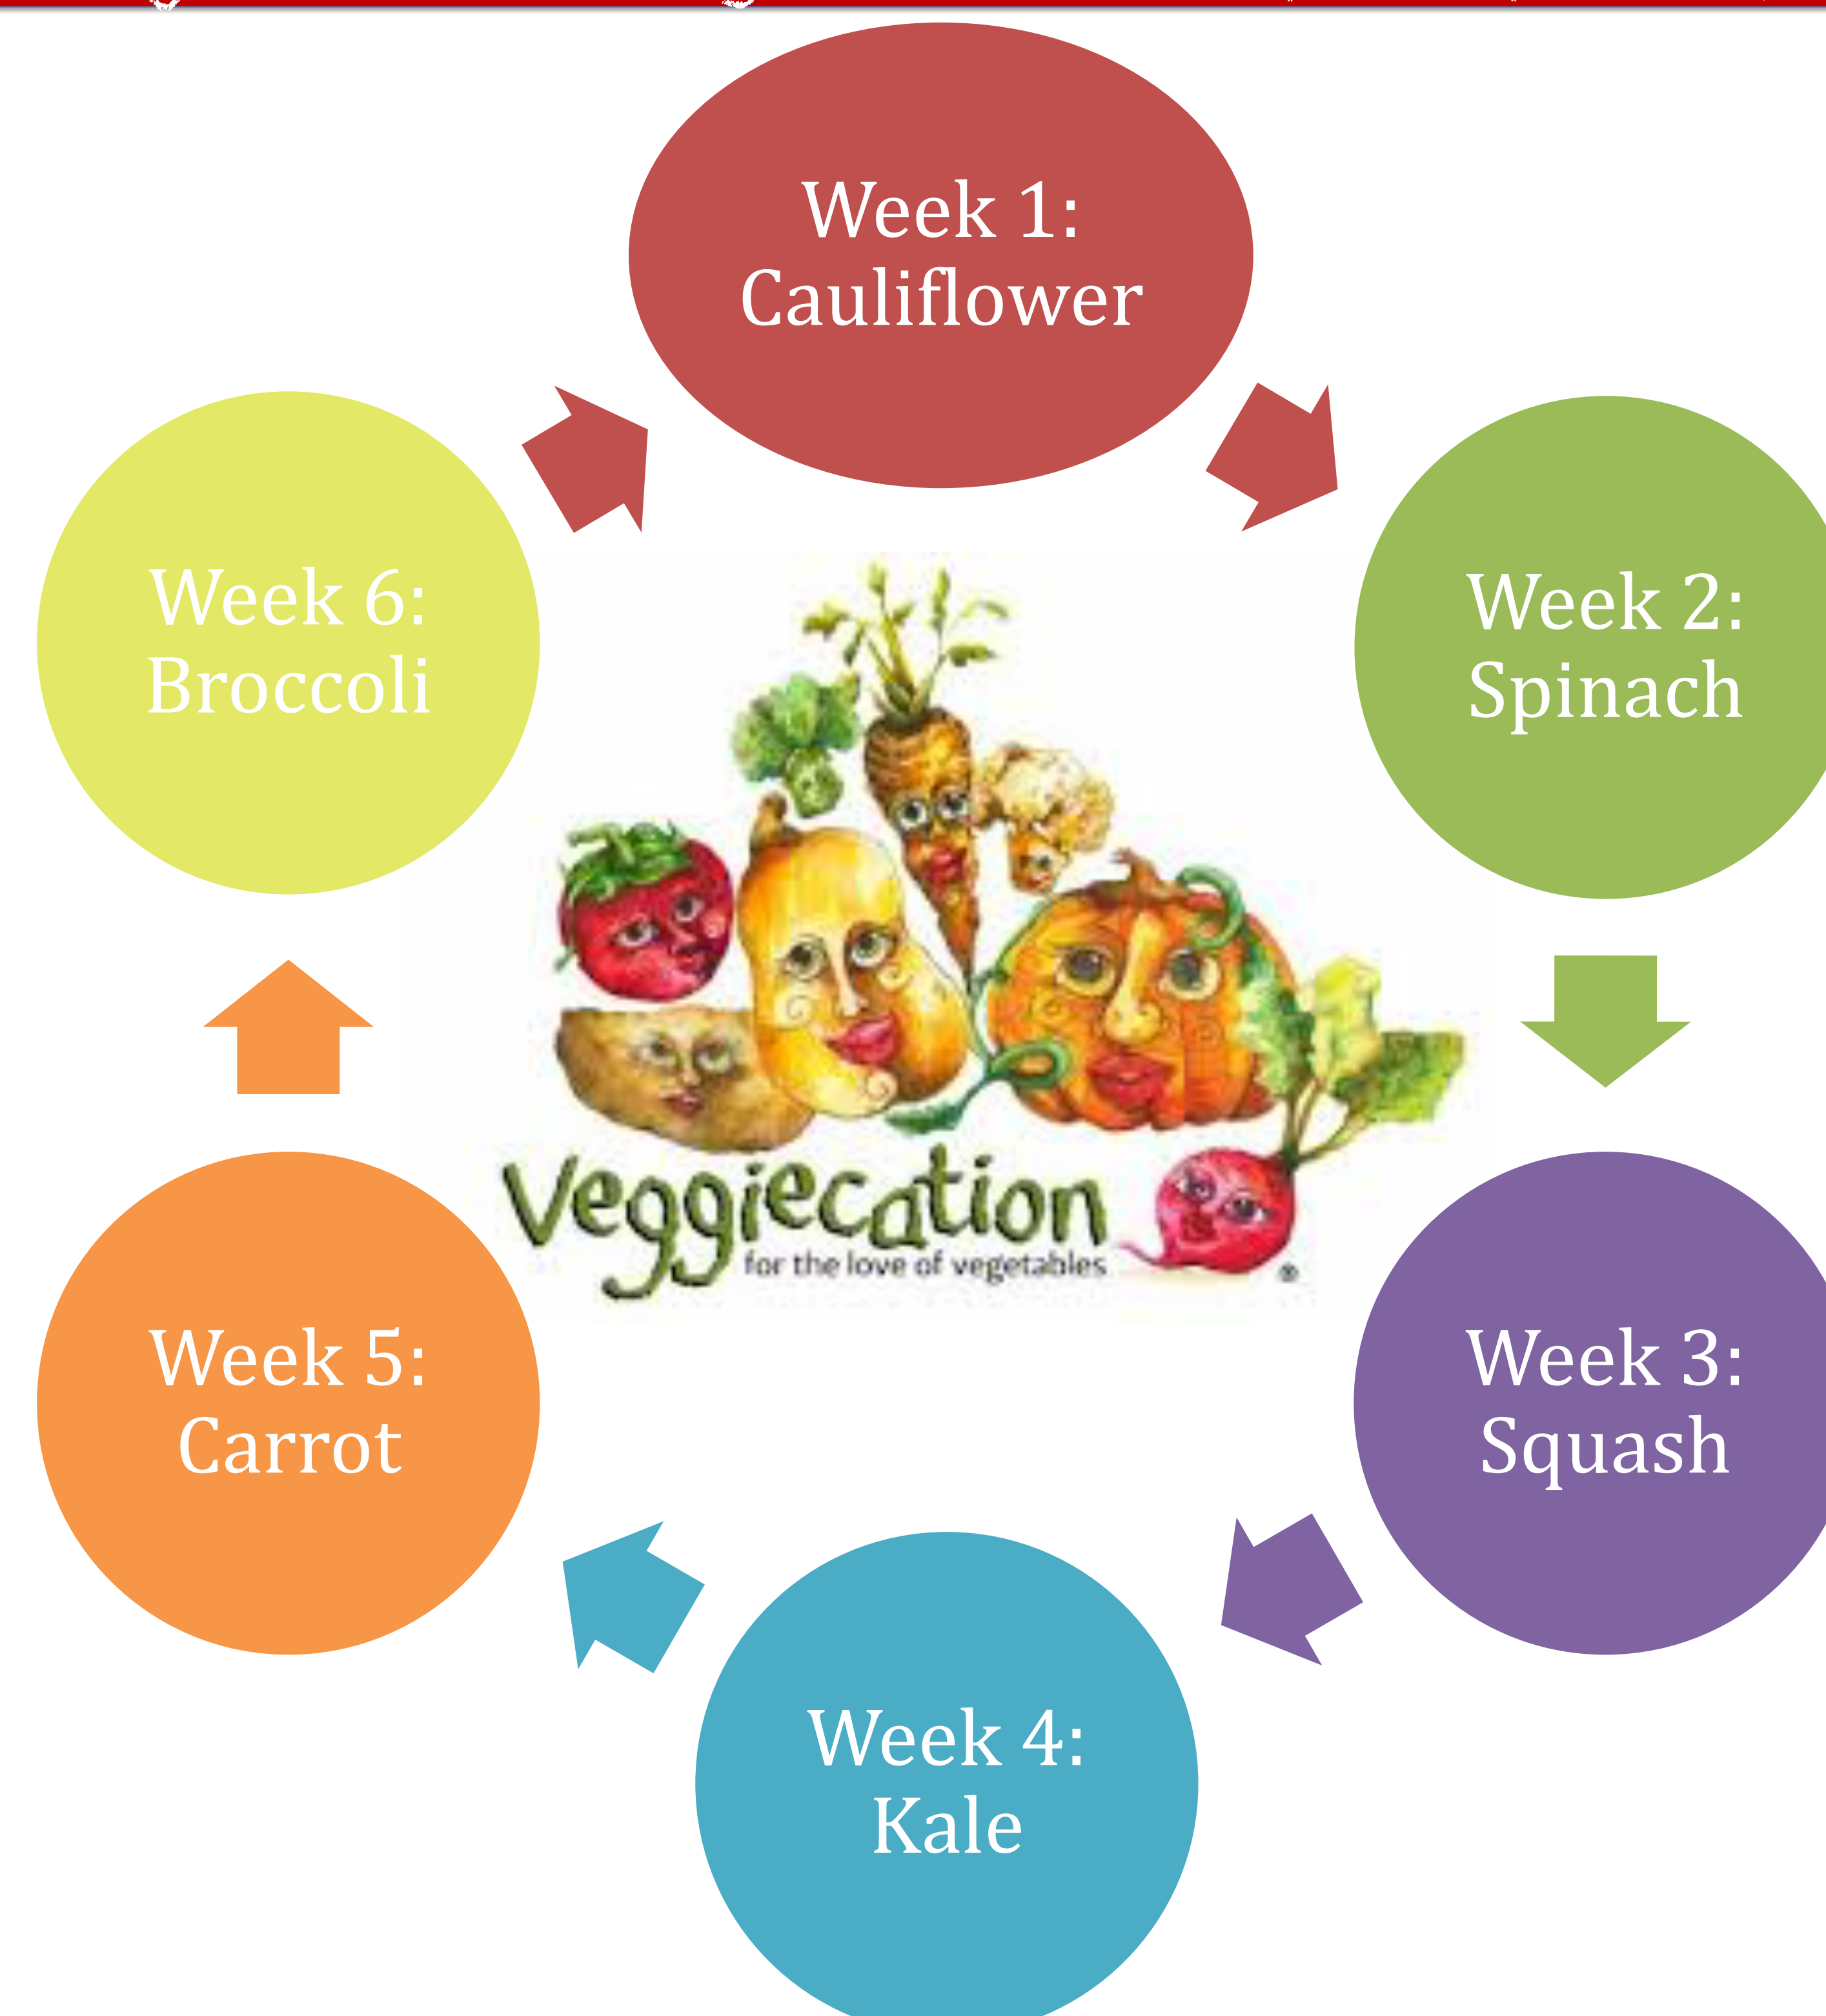 Week 1:
Cauliflower
Week 2:
Spinach
Week 3:
Squash
Week 4:
Kale
Week 5:
Carrot
Week 6:
Broccoli
Veggiecation
for the love of vegetables
®